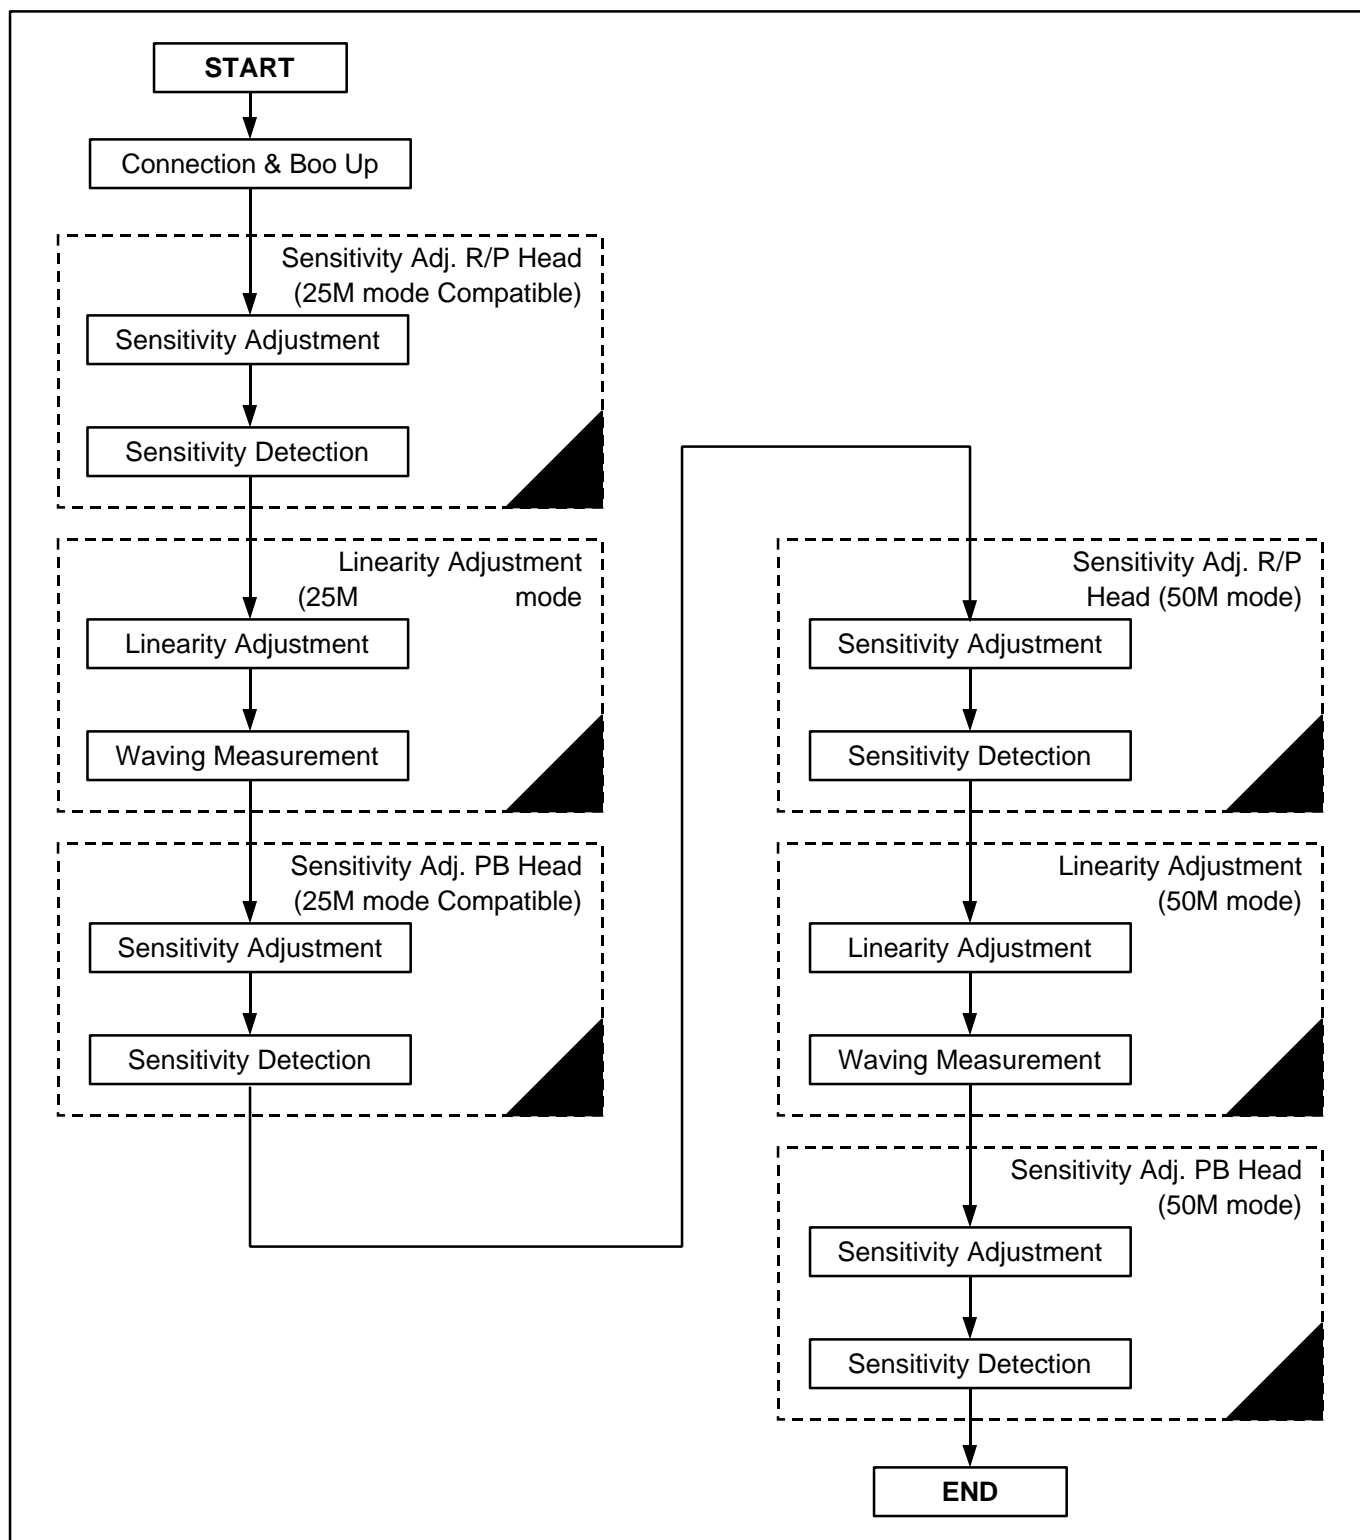 START
Connection & Boo Up
Sensitivity Adj. R/P Head
(25M mode Compatible)
Sensitivity Adjustment
Sensitivity Detection
Linearity Adjustment
(25M mode
Linearity Adjustment
Waving Measurement
Sensitivity Adj. PB Head
(25M mode Compatible)
Sensitivity Adjustment
Sensitivity Detection
Sensitivity Adj. R/P
Head (50M mode)
Sensitivity Adjustment
Sensitivity Detection
Linearity Adjustment
(50M mode)
Linearity Adjustment
Waving Measurement
Sensitivity Adj. PB Head
(50M mode)
Sensitivity Adjustment
Sensitivity Detection
END